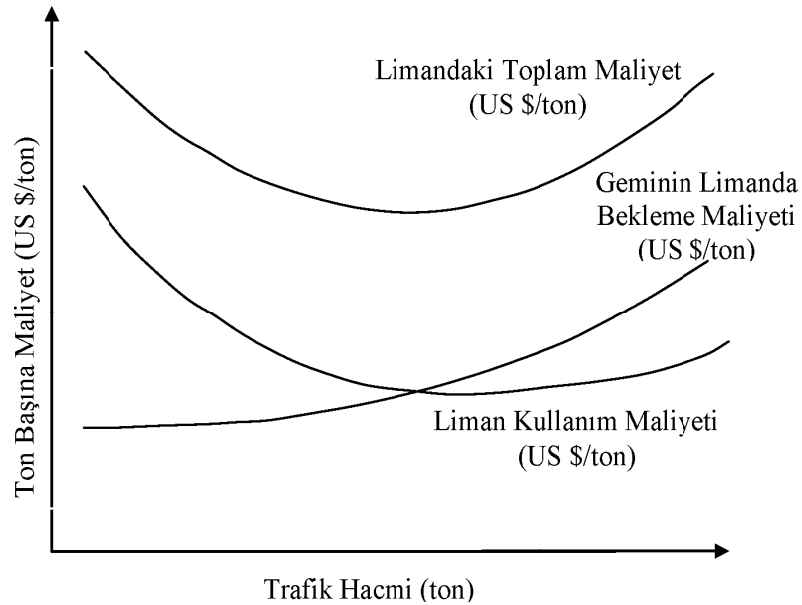 Limandaki Toplam Maliyet
(US $/ton)
Geminin Limanda
Bekleme Maliyeti
(US $/ton)
Liman Kullanım Maliyeti
(US $/ton)
Ton Başına Maliyet (US $/ton)
Trafik Hacmi (ton)